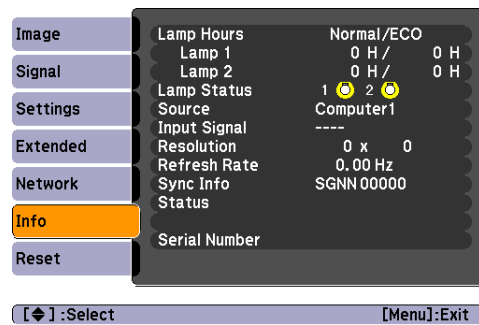 Image
Signal
Settings
Extended
Network
Info
Reset
Lamp Hours Normal/ECO
Lamp 1 0 H/ 0 H
Lamp 2 0 H/ 0 H
Lamp Status 1 2
Source Computer1
Input Signal ----
Resolution 0 x 0
Refresh Rate 0.00 Hz
Sync Info SGNN 00000
Status
Serial Number
[◆] :Select [Menu]:Exit